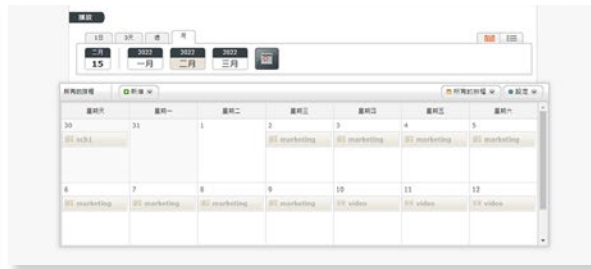 播放
1日 3天 週 月
二月 2022 2022 2022
15 一月 二月 三月
所有的排程 新增 所有的排程 設定
星期天 星期一 星期二 星期三 星期四 星期五 星期六
30 31 1 2 3 4 5
sch1 marketing marketing marketing marketing
6 7 8 9 10 11 12
marketing marketing marketing marketing video video video